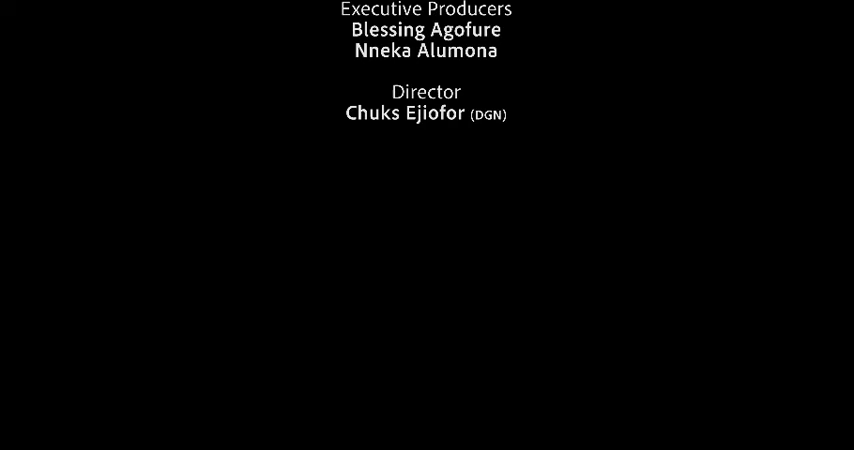 Executive Producers
Blessing Agofure
Nneka Alumona
Director
Chuks Ejiofor (DGN)